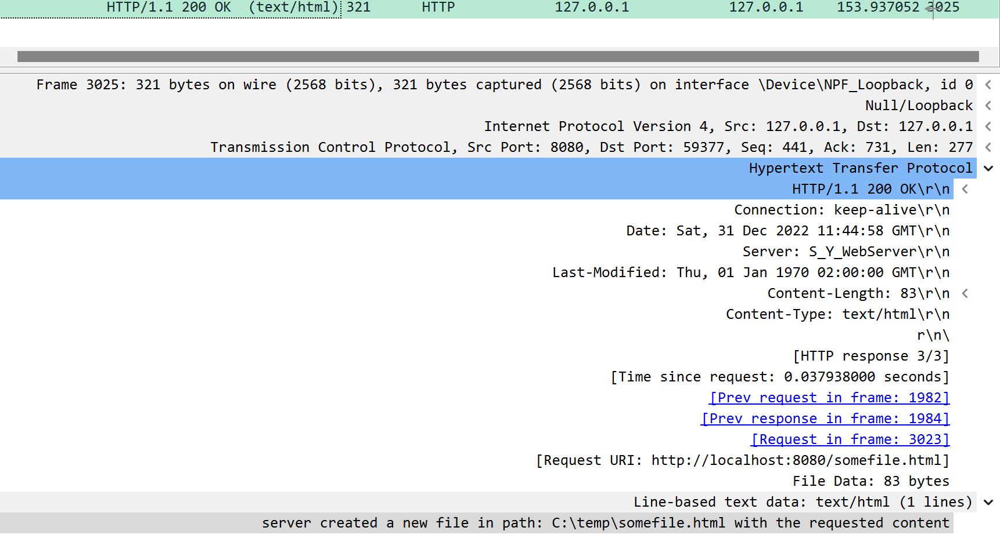 HTTP/1.1 200 OK (text/html) 321 HTTP 127.0.0.1 127.0.0.1 153.937052 3025
Frame 3025: 321 bytes on wire (2568 bits), 321 bytes captured (2568 bits) on interface \Device\NPF_Loopback, id 0
Null/Loopback
Internet Protocol Version 4, Src: 127.0.0.1, Dst: 127.0.0.1
Transmission Control Protocol, Src Port: 8080, Dst Port: 59377, Seq: 441, Ack: 731, Len: 277
Hypertext Transfer Protocol
HTTP/1.1 200 OK\r\n
Connection: keep-alive\r\n
Date: Sat, 31 Dec 2022 11:44:58 GMT\r\n
Server: S_Y_WebServer\r\n
Last-Modified: Thu, 01 Jan 1970 02:00:00 GMT\r\n
Content-Length: 83\r\n
Content-Type: text/html\r\n
r\n\
[HTTP response 3/3]
[Time since request: 0.037938000 seconds]
[Prev request in frame: 1982]
[Prev response in frame: 1984]
[Request in frame: 3023]
[Request URI: http://localhost:8080/somefile.html]
File Data: 83 bytes
Line-based text data: text/html (1 lines)
server created a new file in path: C:\temp\somefile.html with the requested content